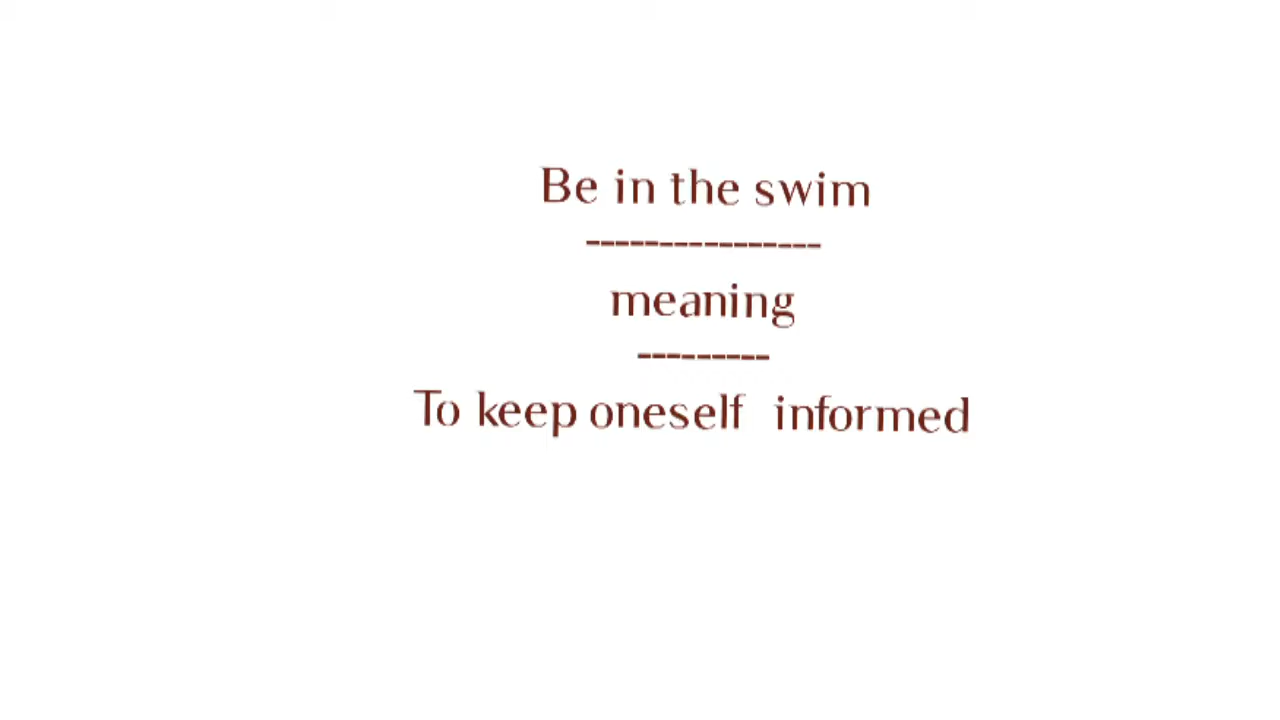 Be in the swim
----------------
meaning
---------
To keep oneself informed